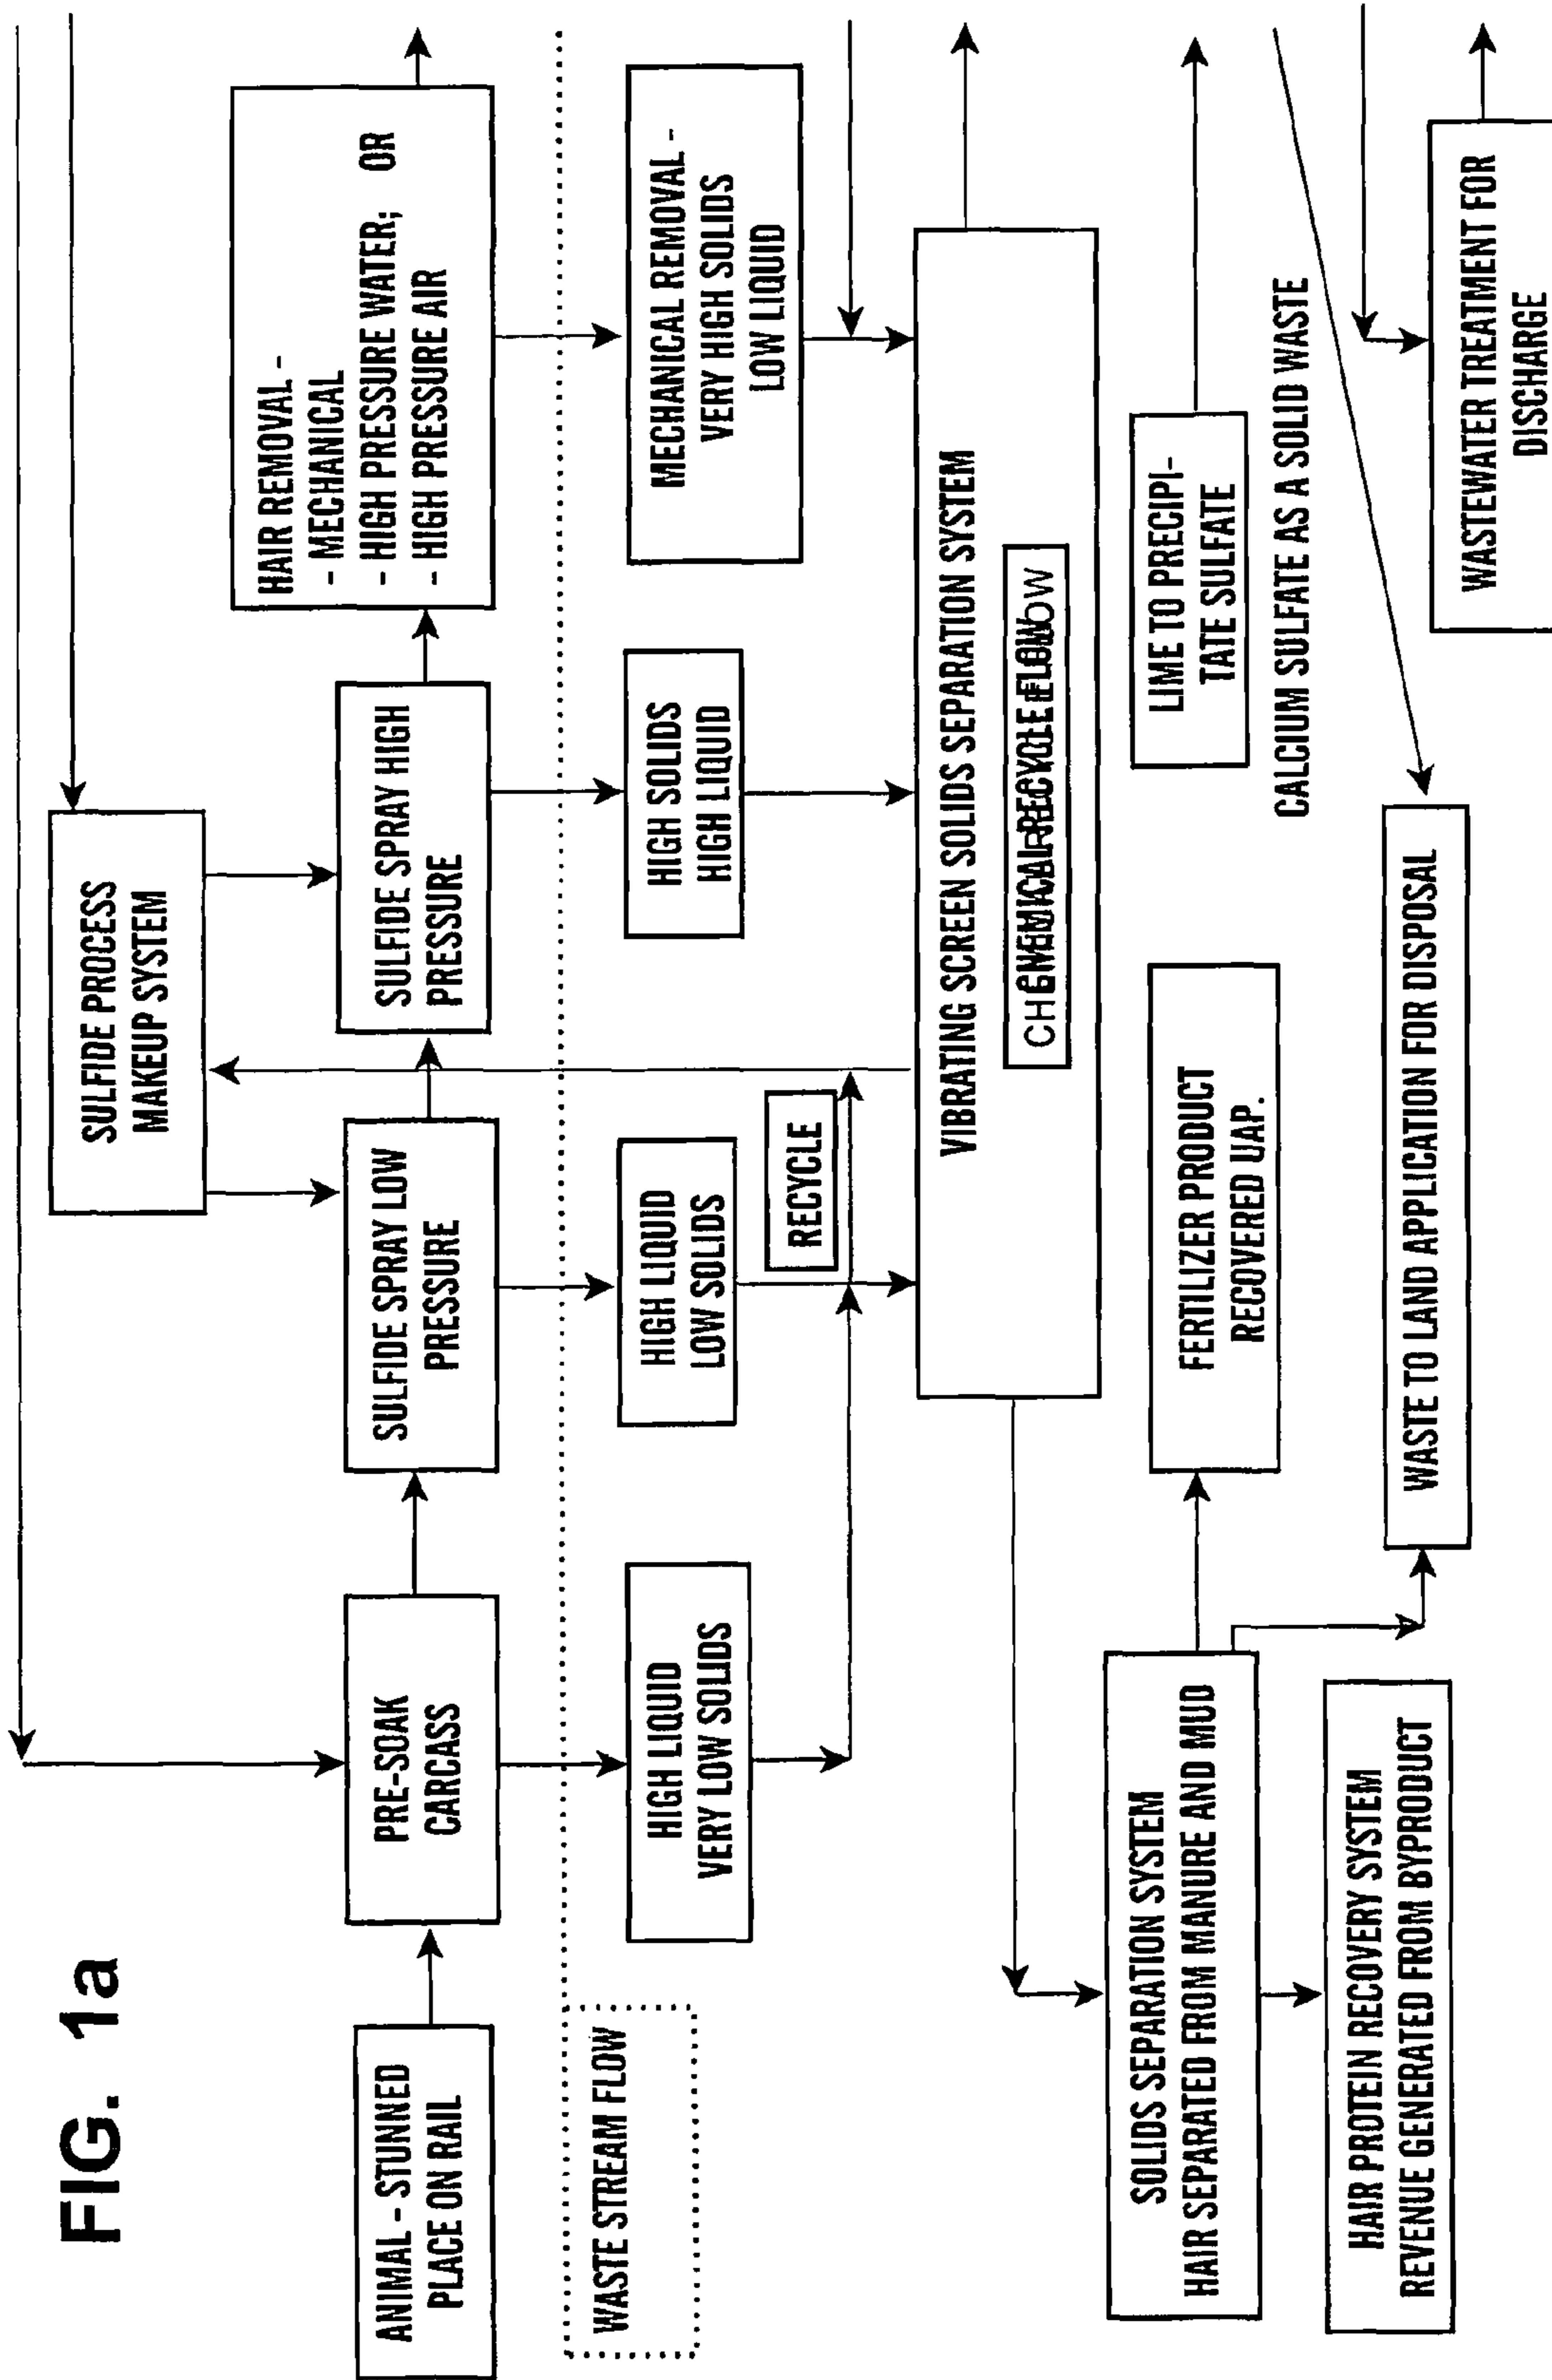 FIG. 1a
SULFIDE PROCESS
MAKEUP SYSTEM
ANIMAL - STUNNED
PLACE ON RAIL
PRE-SOAK
CARCASS
SULFIDE SPRAY LOW
PRESSURE
SULFIDE SPRAY HIGH
PRESSURE
HAIR REMOVAL -
- MECHANICAL
- HIGH PRESSURE WATER; OR
- HIGH PRESSURE AIR
WASTE STREAM FLOW
HIGH LIQUID
VERY LOW SOLIDS
HIGH LIQUID
LOW SOLIDS
HIGH SOLIDS
HIGH LIQUID
MECHANICAL REMOVAL -
VERY HIGH SOLIDS
LOW LIQUID
RECYCLE
VIBRATING SCREEN SOLIDS SEPARATION SYSTEM
CHEMICAL RECYCLE FLOW
SOLIDS SEPARATION SYSTEM
HAIR SEPARATED FROM MANURE AND MUD
FERTILIZER PRODUCT
RECOVERED UAP.
LIME TO PRECIPI-
TATE SULFATE
CALCIUM SULFATE AS A SOLID WASTE
HAIR PROTEIN RECOVERY SYSTEM
REVENUE GENERATED FROM BYPRODUCT
WASTE TO LAND APPLICATION FOR DISPOSAL
WASTEWATER TREATMENT FOR
DISCHARGE